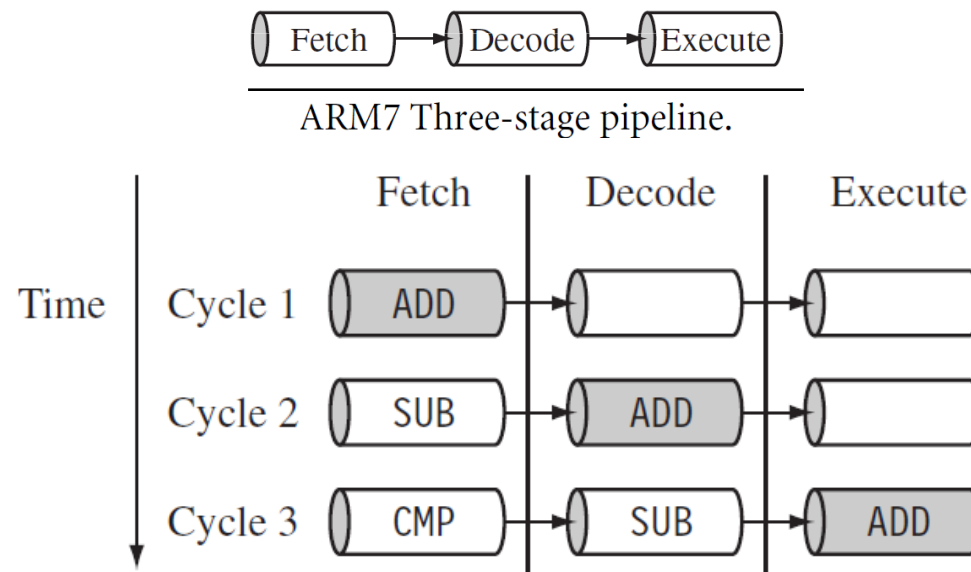 Fetch Decode Execute
ARM7 Three-stage pipeline.
Fetch Decode Execute
Time Cycle 1 ADD
Cycle 2 SUB ADD
Cycle 3 CMP SUB ADD